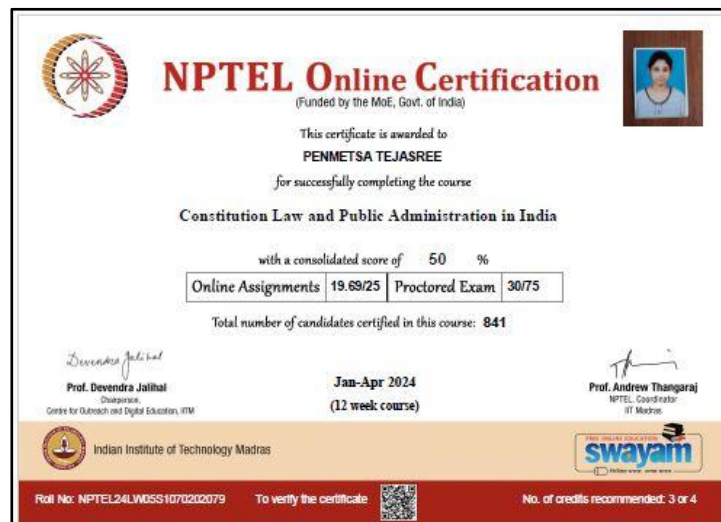 NPTEL Online Certification
(Funded by the MoE, Govt. of India)
This certificate is awarded to
PENMETSA TEJASREE
for successfully completing the course
Constitution Law and Public Administration in India
with a consolidated score of 50 %
Online Assignments 19.69/25 Proctored Exam 30/75
Total number of candidates certified in this course: 841
Devendra Jalihal
Prof. Devendra Jalihal
Chairperson,
Centre for Outreach and Digital Education, IITM
Jan-Apr 2024
(12 week course)
Prof. Andrew Thangaraj
NPTEL, Coordinator
IIT Madras
Indian Institute of Technology Madras
FREE ONLINE EDUCATION
swayam
Roll No: NPTEL24LW05S1070202079 To verify the certificate No. of credits recommended: 3 or 4